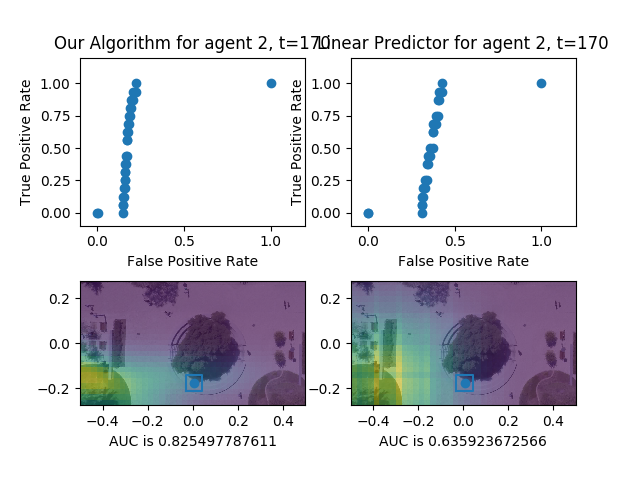 Our Algorithm for agent 2, t=170
Linear Predictor for agent 2, t=170
True Positive Rate
1.00
0.75
0.50
0.25
0.00
0.0 0.5 1.0
False Positive Rate
True Positive Rate
1.00
0.75
0.50
0.25
0.00
0.0 0.5 1.0
False Positive Rate
0.2
0.0
−0.2
−0.4 −0.2 0.0 0.2 0.4
AUC is 0.825497787611
0.2
0.0
−0.2
−0.4 −0.2 0.0 0.2 0.4
AUC is 0.635923672566